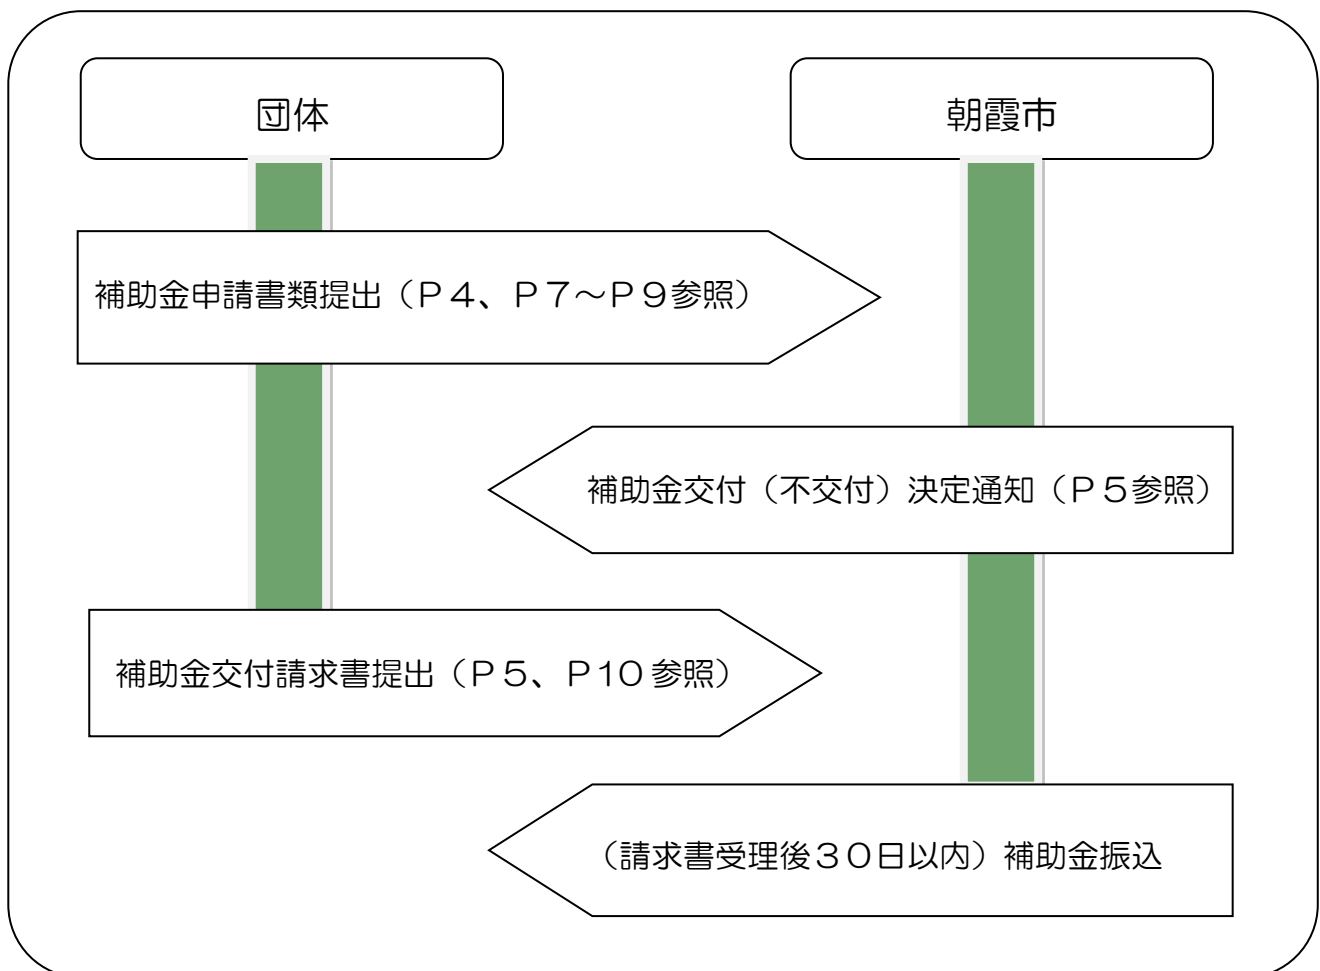 団体
朝霞市
補助金申請書類提出（Ｐ４、Ｐ７～Ｐ９参照）
補助金交付（不交付）決定通知（Ｐ５参照）
補助金交付請求書提出（Ｐ５、Ｐ10 参照）
（請求書受理後３０日以内）補助金振込